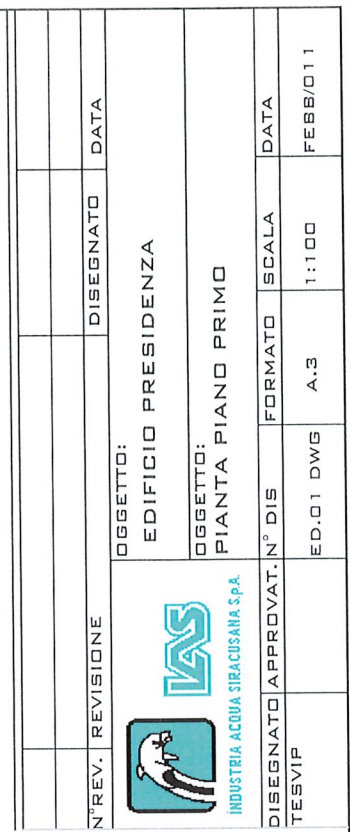 N°REV. REVISIONE DISEGNATO DATA
OGGETTO:
EDIFICIO PRESIDENZA
IAS
INDUSTRIA ACQUA SIRACUSANA S.p.A.
OGGETTO:
PIANTA PIANO PRIMO
DISEGNATO APPROVAT. N° DIS FORMATO SCALA DATA
TESVIP ED.01 DWG A.3 1:100 FEBB/011